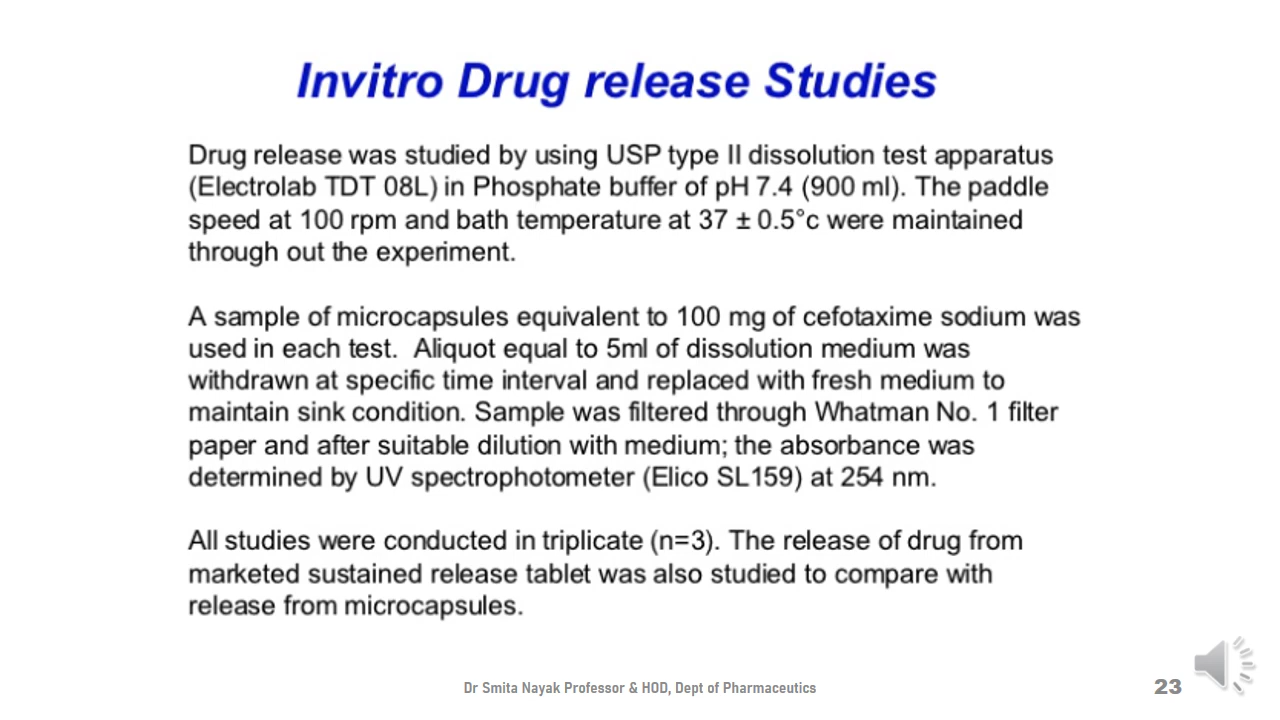 Invitro Drug release Studies
Drug release was studied by using USP type II dissolution test apparatus
(Electrolab TDT 08L) in Phosphate buffer of pH 7.4 (900 ml). The paddle
speed at 100 rpm and bath temperature at 37 ± 0.5°c were maintained
through out the experiment.
A sample of microcapsules equivalent to 100 mg of cefotaxime sodium was
used in each test.  Aliquot equal to 5ml of dissolution medium was
withdrawn at specific time interval and replaced with fresh medium to
maintain sink condition. Sample was filtered through Whatman No. 1 filter
paper and after suitable dilution with medium; the absorbance was
determined by UV spectrophotometer (Elico SL159) at 254 nm.
All studies were conducted in triplicate (n=3). The release of drug from
marketed sustained release tablet was also studied to compare with
release from microcapsules.
Dr Smita Nayak Professor & HOD, Dept of Pharmaceutics
23